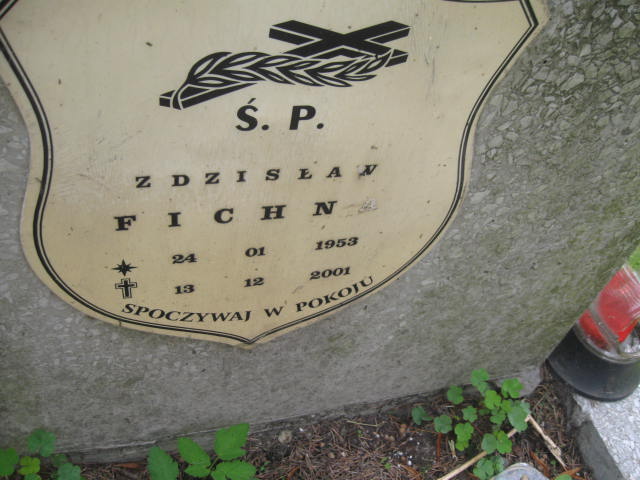 Ś. P.
ZDZISŁAW
FICHN
24 01 1953
13 12 2001
SPOCZYWAJ W POKOJU